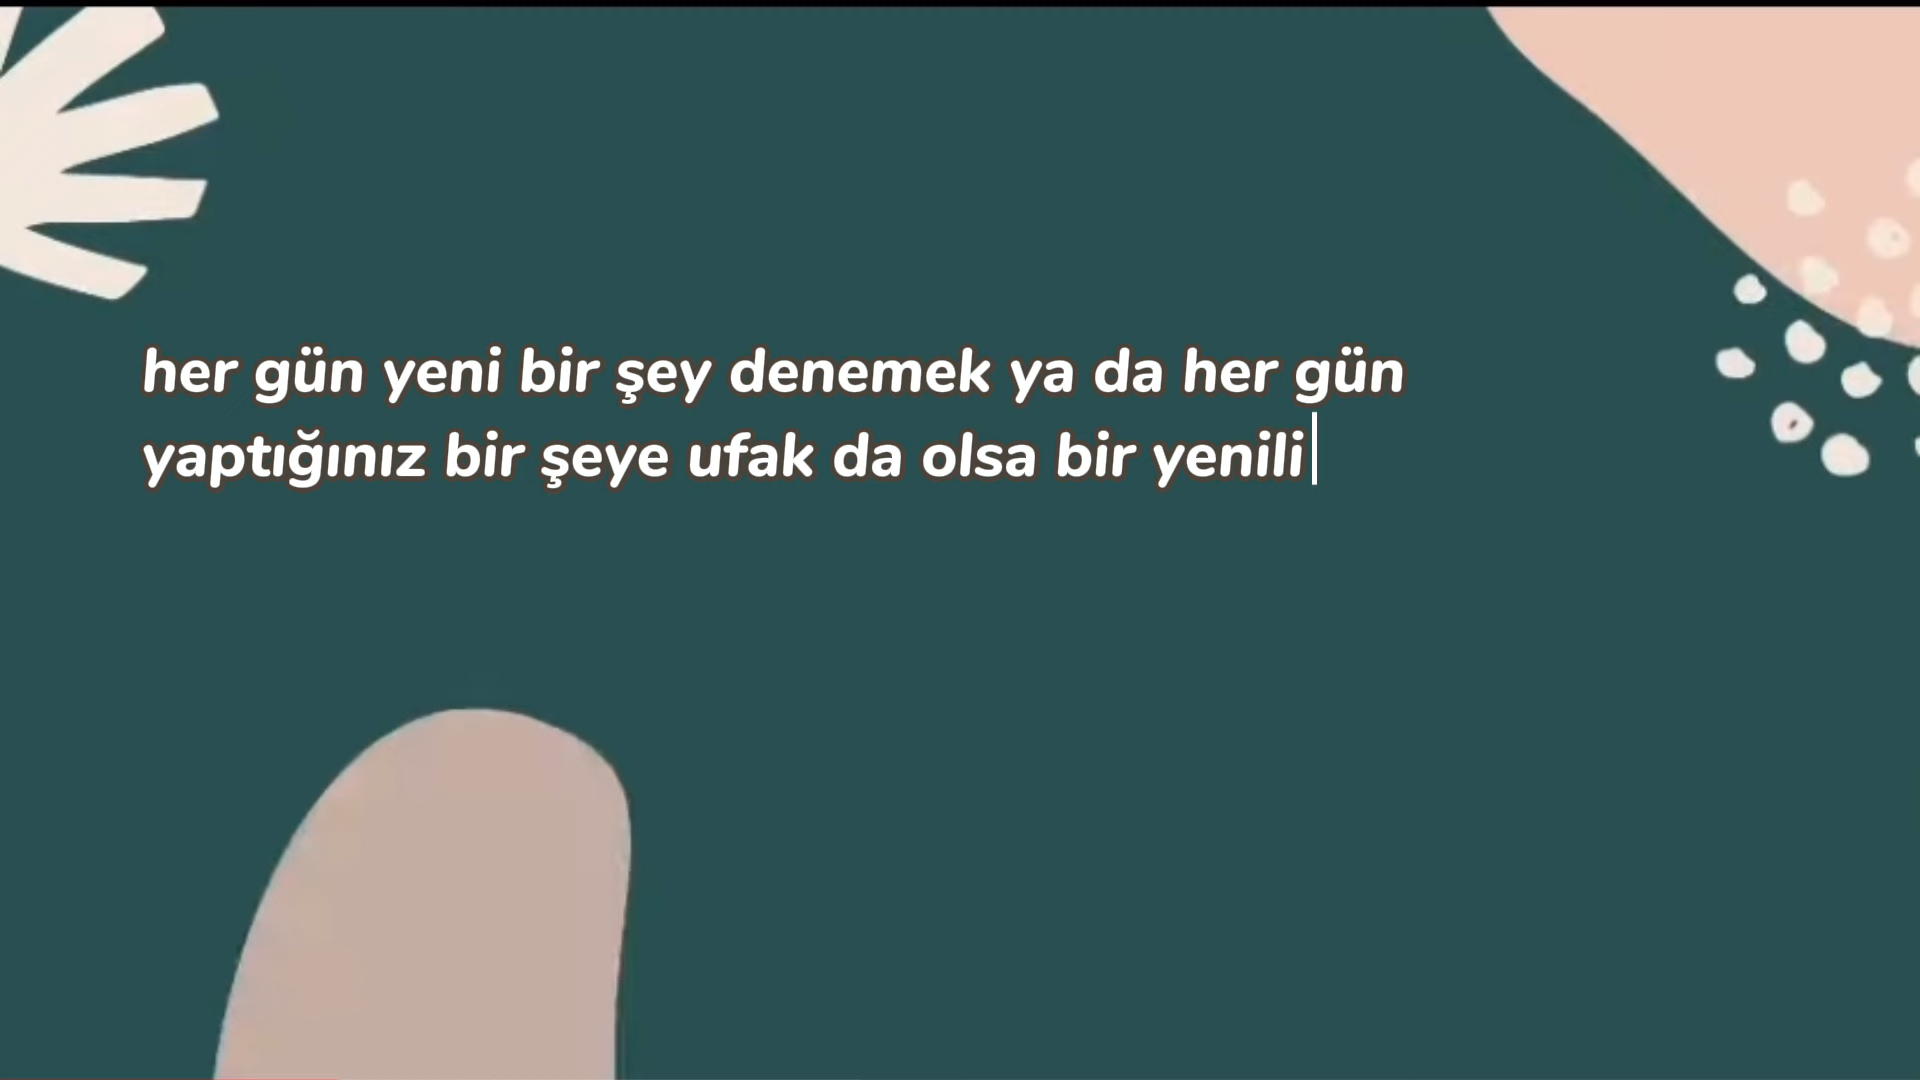 her gün yeni bir şey denemek ya da her gün
yaptığınız bir şeye ufak da olsa bir yenili